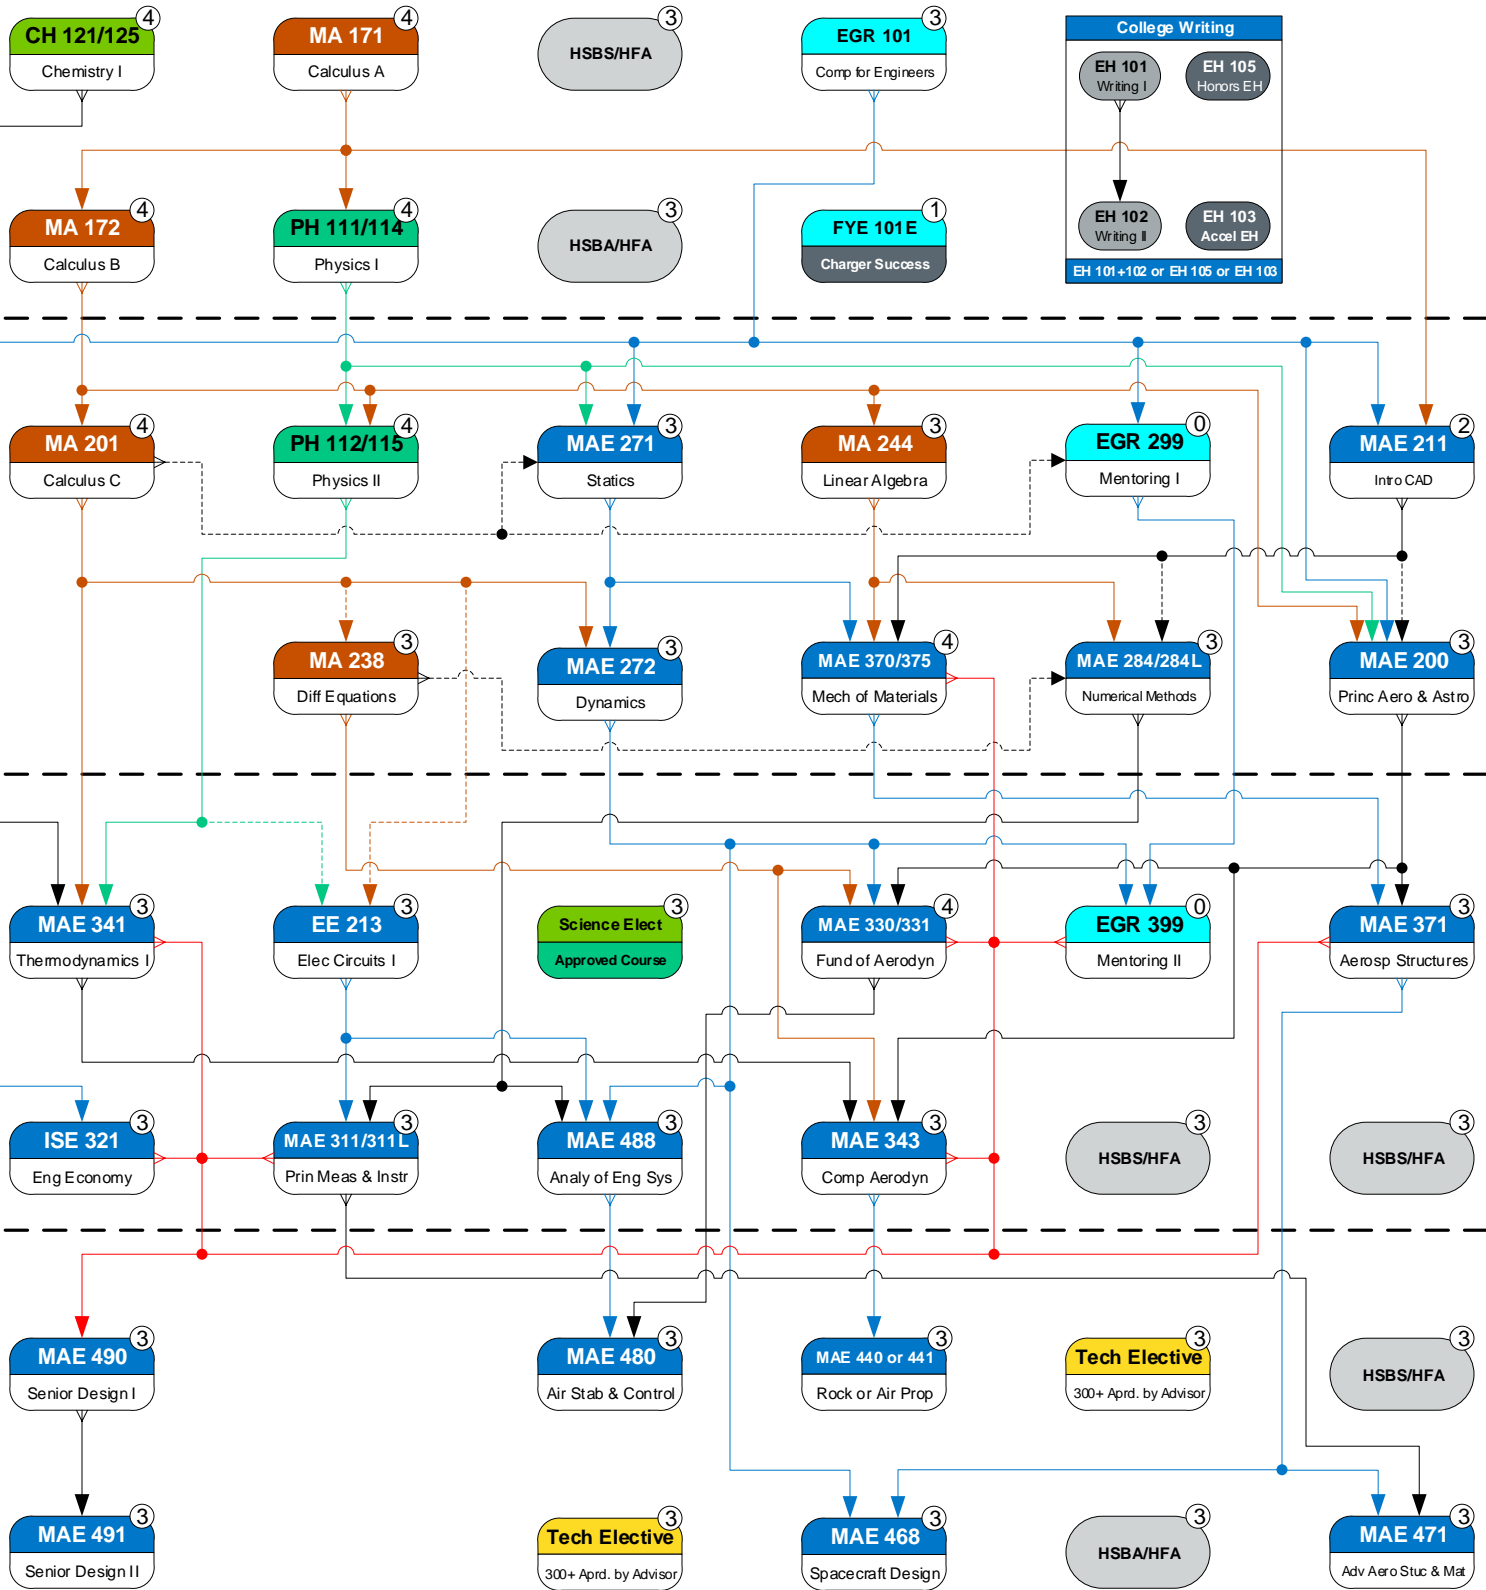 4
CH 121/125
Chemistry I
4
MA 171
Calculus A
3
HSBS/HFA
3
EGR 101
Comp for Engineers
College Writing
EH 101
Writing I
EH 105
Honors EH
EH 102
Writing II
EH 103
Accel EH
EH 101+102 or EH 105 or EH 103
4
MA 172
Calculus B
4
PH 111/114
Physics I
3
HSBA/HFA
1
FYE 101E
Charger Success
4
MA 201
Calculus C
4
PH 112/115
Physics II
3
MAE 271
Statics
3
MA 244
Linear Algebra
0
EGR 299
Mentoring I
2
MAE 211
Intro CAD
3
MA 238
Diff Equations
3
MAE 272
Dynamics
4
MAE 370/375
Mech of Materials
3
MAE 284/284L
Numerical Methods
3
MAE 200
Princ Aero & Astro
3
MAE 341
Thermodynamics I
3
EE 213
Elec Circuits I
3
Science Elect
Approved Course
4
MAE 330/331
Fund of Aerodyn
0
EGR 399
Mentoring II
3
MAE 371
Aerosp Structures
3
ISE 321
Eng Economy
3
MAE 311/311L
Prin Meas & Instr
3
MAE 488
Analy of Eng Sys
3
MAE 343
Comp Aerodyn
3
HSBS/HFA
3
HSBS/HFA
3
MAE 490
Senior Design I
3
MAE 480
Air Stab & Control
3
MAE 440 or 441
Rock or Air Prop
3
Tech Elective
300+ Aprd. by Advisor
3
HSBS/HFA
3
MAE 491
Senior Design II
3
Tech Elective
300+ Aprd. by Advisor
3
MAE 468
Spacecraft Design
3
HSBA/HFA
3
MAE 471
Adv Aero Stuc & Mat